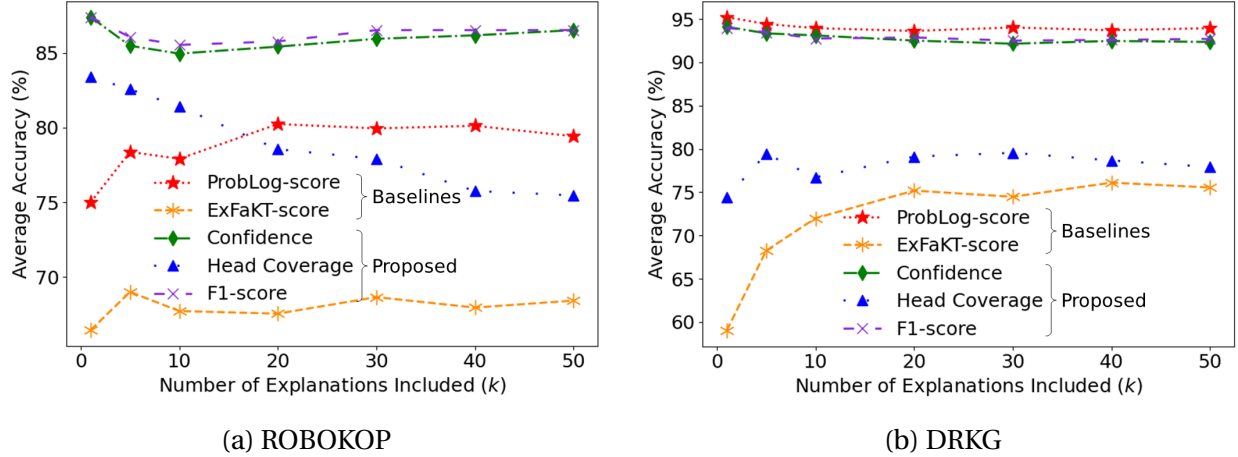 Average Accuracy (%)
85
80
75
70
ProbLog-score
ExFaKT-score
Baselines
Confidence
Head Coverage
F1-score
Proposed
0 10 20 30 40 50
Number of Explanations Included (k)
(a) ROBOKOP
Average Accuracy (%)
95
90
85
80
75
70
65
60
ProbLog-score
ExFaKT-score
Baselines
Confidence
Head Coverage
F1-score
Proposed
0 10 20 30 40 50
Number of Explanations Included (k)
(b) DRKG